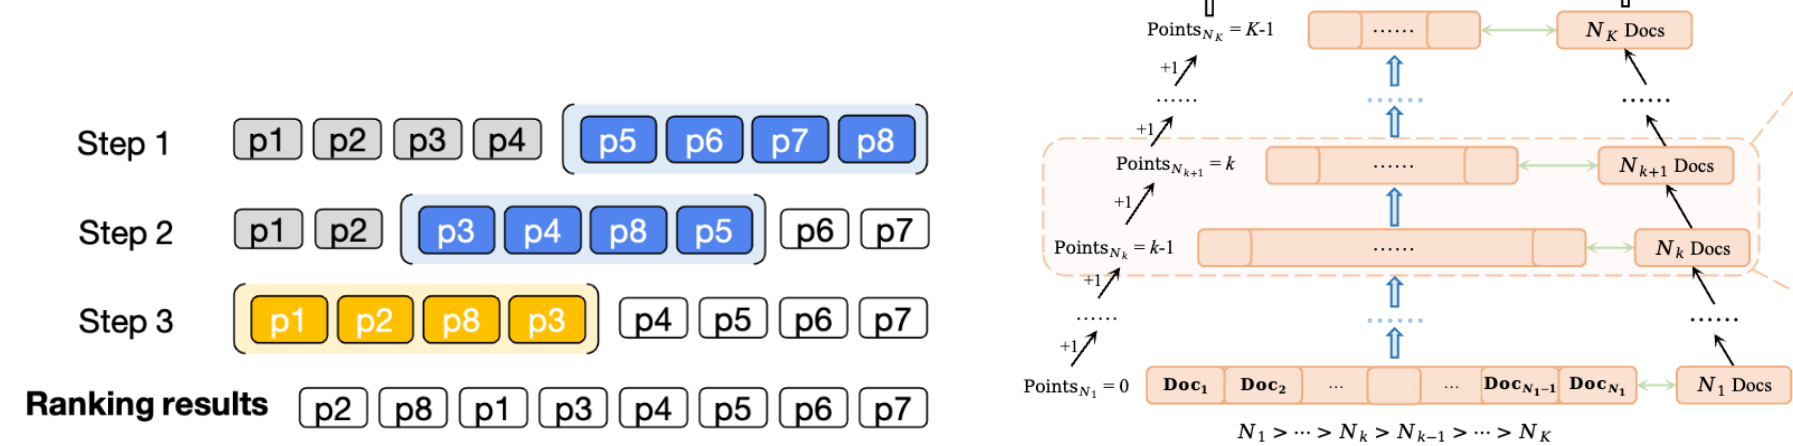 Step 1 p1 p2 p3 p4 p5 p6 p7 p8
Step 2 p1 p2 p3 p4 p8 p5 p6 p7
Step 3 p1 p2 p8 p3 p4 p5 p6 p7
Ranking results p2 p8 p1 p3 p4 p5 p6 p7
Points_{N_K} = K-1 ...... N_K Docs
+1
...... ...... ......
+1
Points_{N_{k+1}} = k ...... N_{k+1} Docs
+1
Points_{N_k} = k-1 ...... N_k Docs
+1
...... ...... ......
+1
Points_{N_1} = 0 Doc_1 Doc_2 ... ... Doc_{N_1-1} Doc_{N_1} N_1 Docs
N_1 > ··· > N_k > N_{k-1} > ··· > N_K